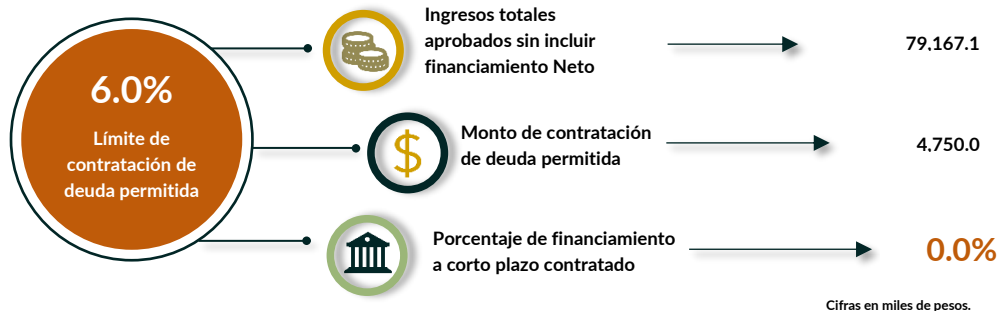 6.0%
Límite de
contratación de
deuda permitida
Ingresos totales
aprobados sin incluir
financiamiento Neto
79,167.1
$
Monto de contratación
de deuda permitida
4,750.0
Porcentaje de financiamiento
a corto plazo contratado
0.0%
Cifras en miles de pesos.